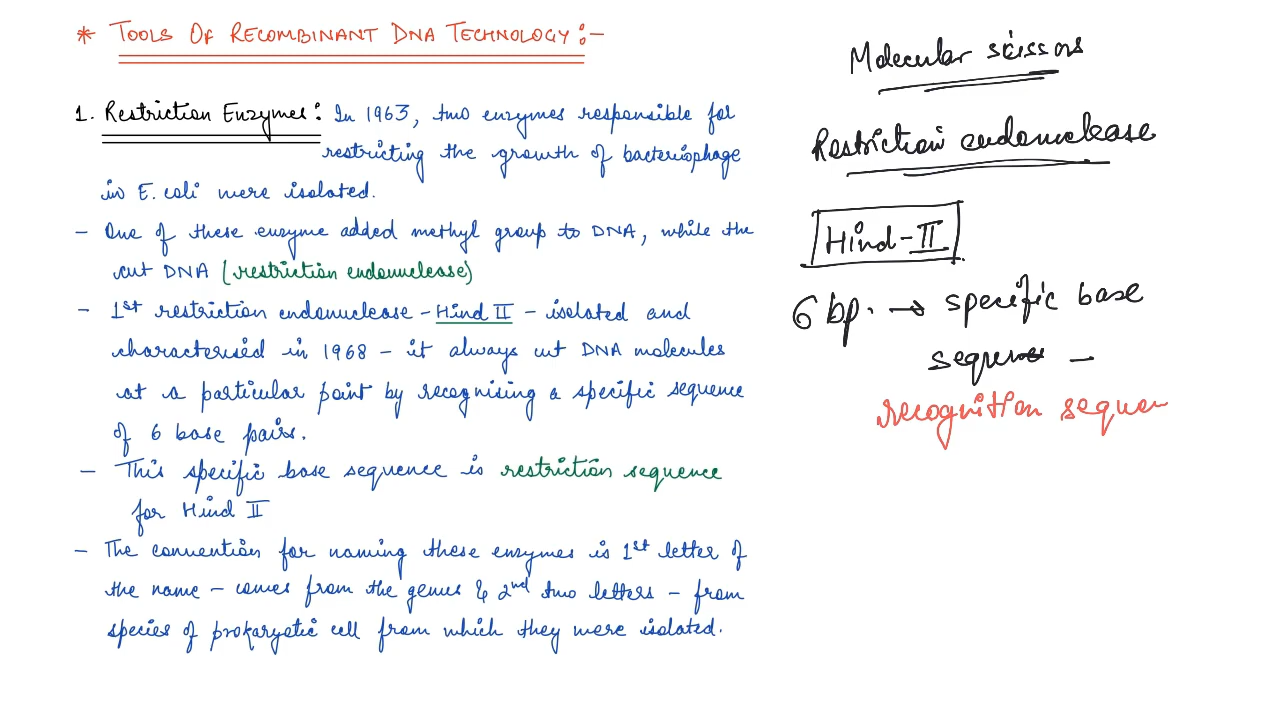 * TOOLS OF RECOMBINANT DNA TECHNOLOGY:-
1. Restriction Enzymes: In 1963, two enzymes responsible for
restricting the growth of bacteriophage
in E. coli were isolated.
- One of these enzyme added methyl group to DNA, while the
cut DNA (restriction endonuclease)
- 1st restriction endonuclease - Hind II - isolated and
characterised in 1968 - it always cut DNA molecules
at a particular point by recognising a specific sequence
of 6 base pairs.
- This specific base sequence is restriction sequence
for Hind II
- The convention for naming these enzymes is 1st letter of
the name - comes from the genus & 2nd two letters - from
species of prokaryotic cell from which they were isolated.
Molecular scissors
Restriction endonuclease
Hind-II
6 bp. → specific base
sequence -
recognition sequen